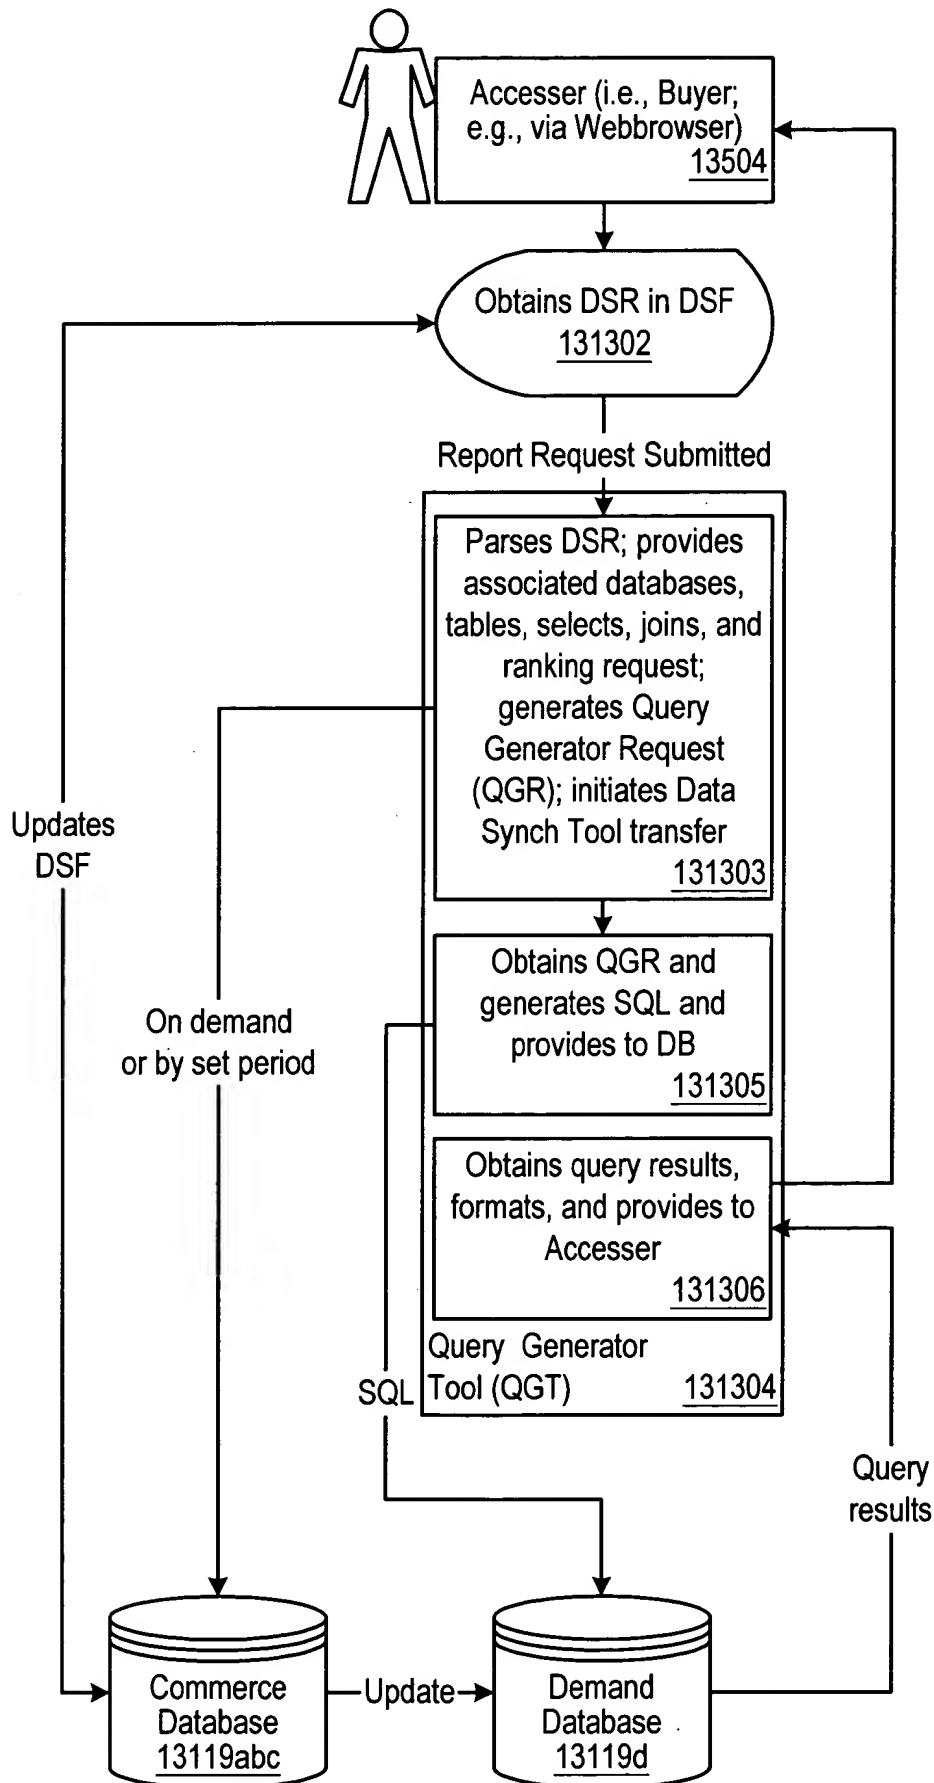 Accesser (i.e., Buyer;
e.g., via Webbrowser)
13504
Obtains DSR in DSF
131302
Report Request Submitted
Parses DSR; provides
associated databases,
tables, selects, joins, and
ranking request;
generates Query
Generator Request
(QGR); initiates Data
Synch Tool transfer
131303
Updates
DSF
On demand
or by set period
Obtains QGR and
generates SQL and
provides to DB
131305
Obtains query results,
formats, and provides to
Accesser
131306
Query Generator
Tool (QGT)
131304
SQL
Query
results
Commerce
Database
13119abc
Update
Demand
Database
13119d